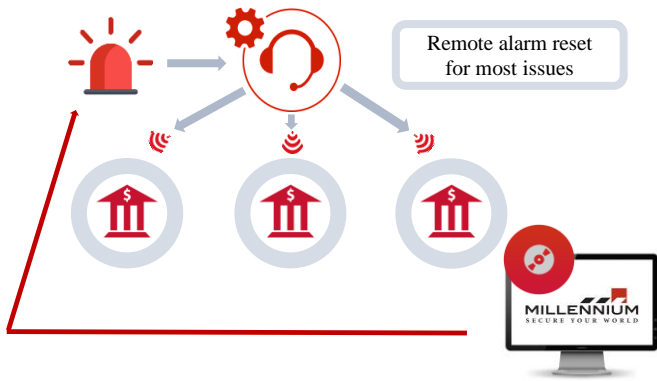 Remote alarm reset
for most issues
$
$
$
MILLENNIUM
SECURE YOUR WORLD